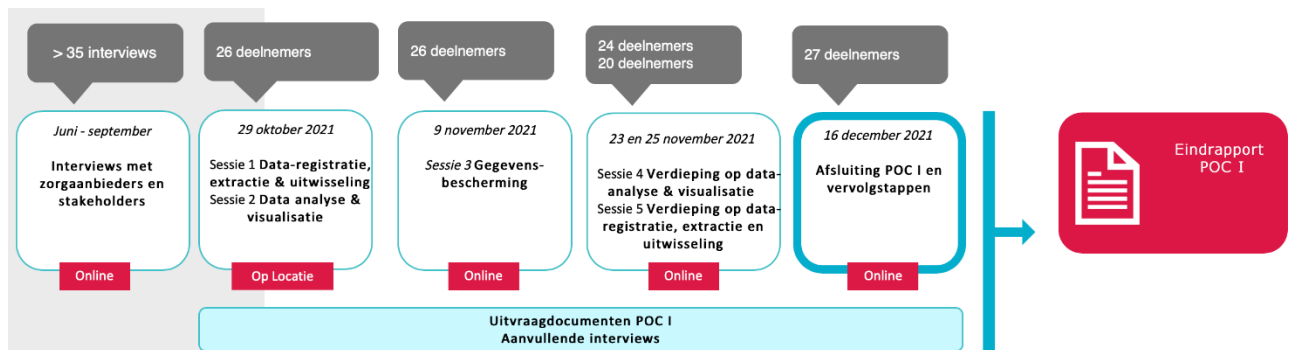 > 35 interviews
26 deelnemers
26 deelnemers
24 deelnemers
20 deelnemers
27 deelnemers
Juni - september
Interviews met
zorgaanbieders en
stakeholders
Online
29 oktober 2021
Sessie 1 Data-registratie,
extractie & uitwisseling
Sessie 2 Data analyse &
visualisatie
Op Locatie
9 november 2021
Sessie 3 Gegevens-
bescherming
Online
23 en 25 november 2021
Sessie 4 Verdieping op data-
analyse & visualisatie
Sessie 5 Verdieping op data-
registratie, extractie en
uitwisseling
Online
16 december 2021
Afsluiting POC I en
vervolgstappen
Online
Eindrapport
POC I
Uitvraagdocumenten POC I
Aanvullende interviews